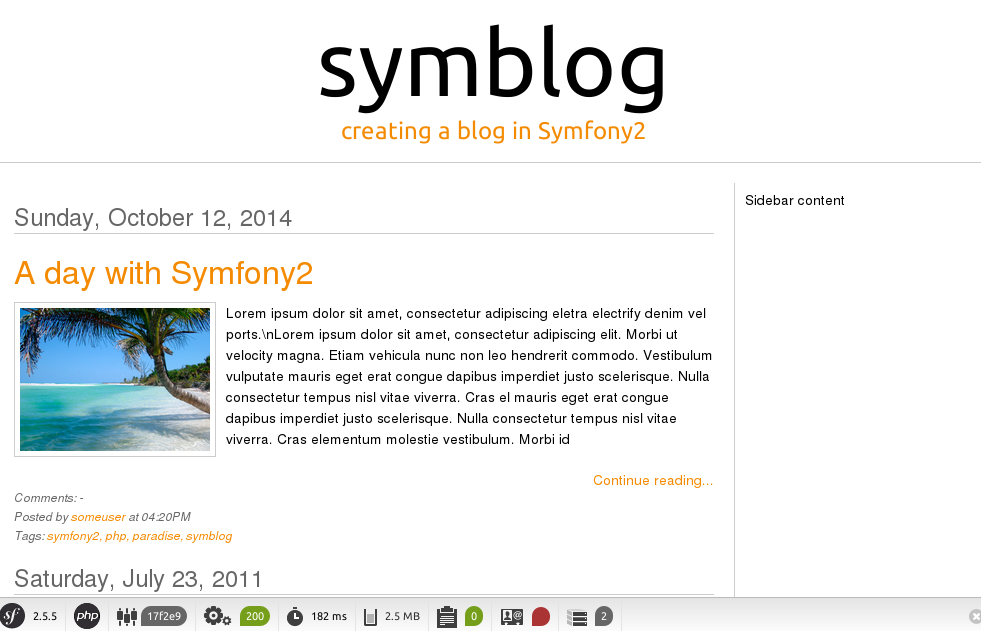 symblog
creating a blog in Symfony2
Sunday, October 12, 2014
A day with Symfony2
Lorem ipsum dolor sit amet, consectetur adipiscing eletra electrify denim vel
ports.\nLorem ipsum dolor sit amet, consectetur adipiscing elit. Morbi ut
velocity magna. Etiam vehicula nunc non leo hendrerit commodo. Vestibulum
vulputate mauris eget erat congue dapibus imperdiet justo scelerisque. Nulla
consectetur tempus nisl vitae viverra. Cras el mauris eget erat congue
dapibus imperdiet justo scelerisque. Nulla consectetur tempus nisl vitae
viverra. Cras elementum molestie vestibulum. Morbi id
Continue reading...
Comments: -
Posted by someuser at 04:20PM
Tags: symfony2, php, paradise, symblog
Saturday, July 23, 2011
Sidebar content
sf 2.5.5 php 17f2e9 200 182 ms 2.5 MB 0 2